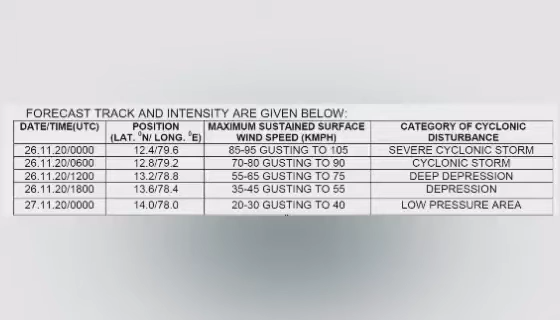 FORECAST TRACK AND INTENSITY ARE GIVEN BELOW:
DATE/TIME(UTC) POSITION (LAT. ⁰N/ LONG. ⁰E) MAXIMUM SUSTAINED SURFACE WIND SPEED (KMPH) CATEGORY OF CYCLONIC DISTURBANCE
26.11.20/0000 12.4/79.6 85-95 GUSTING TO 105 SEVERE CYCLONIC STORM
26.11.20/0600 12.8/79.2 70-80 GUSTING TO 90 CYCLONIC STORM
26.11.20/1200 13.2/78.8 55-65 GUSTING TO 75 DEEP DEPRESSION
26.11.20/1800 13.6/78.4 35-45 GUSTING TO 55 DEPRESSION
27.11.20/0000 14.0/78.0 20-30 GUSTING TO 40 LOW PRESSURE AREA